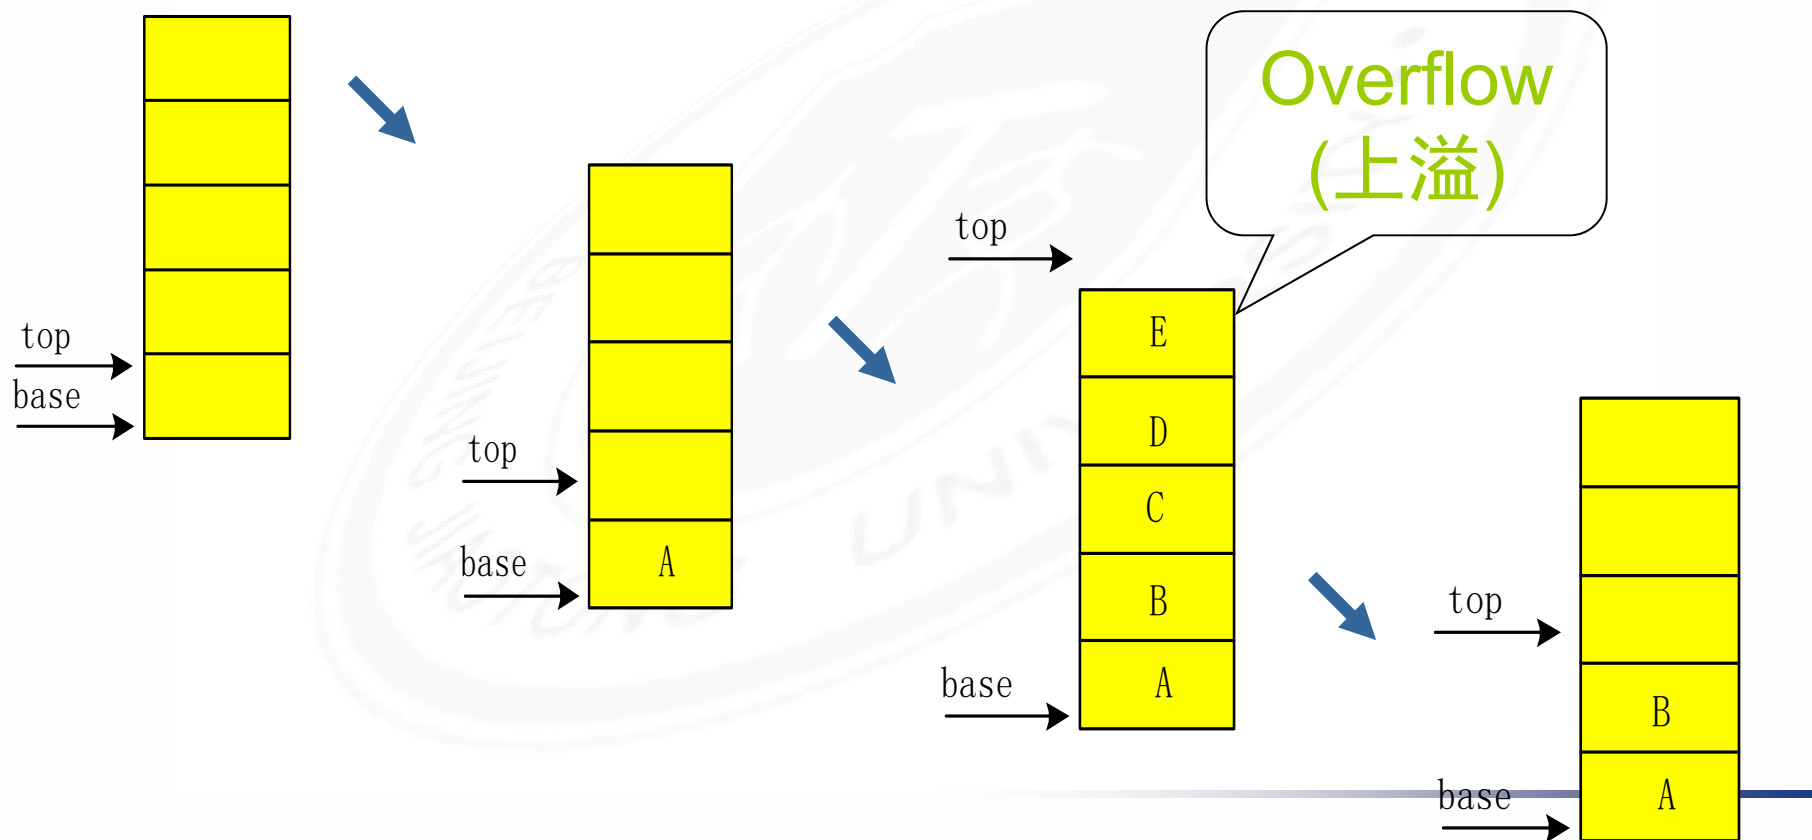 top
base
top
base
A
Overflow
(上溢)
top
E
D
C
B
A
base
top
B
A
base